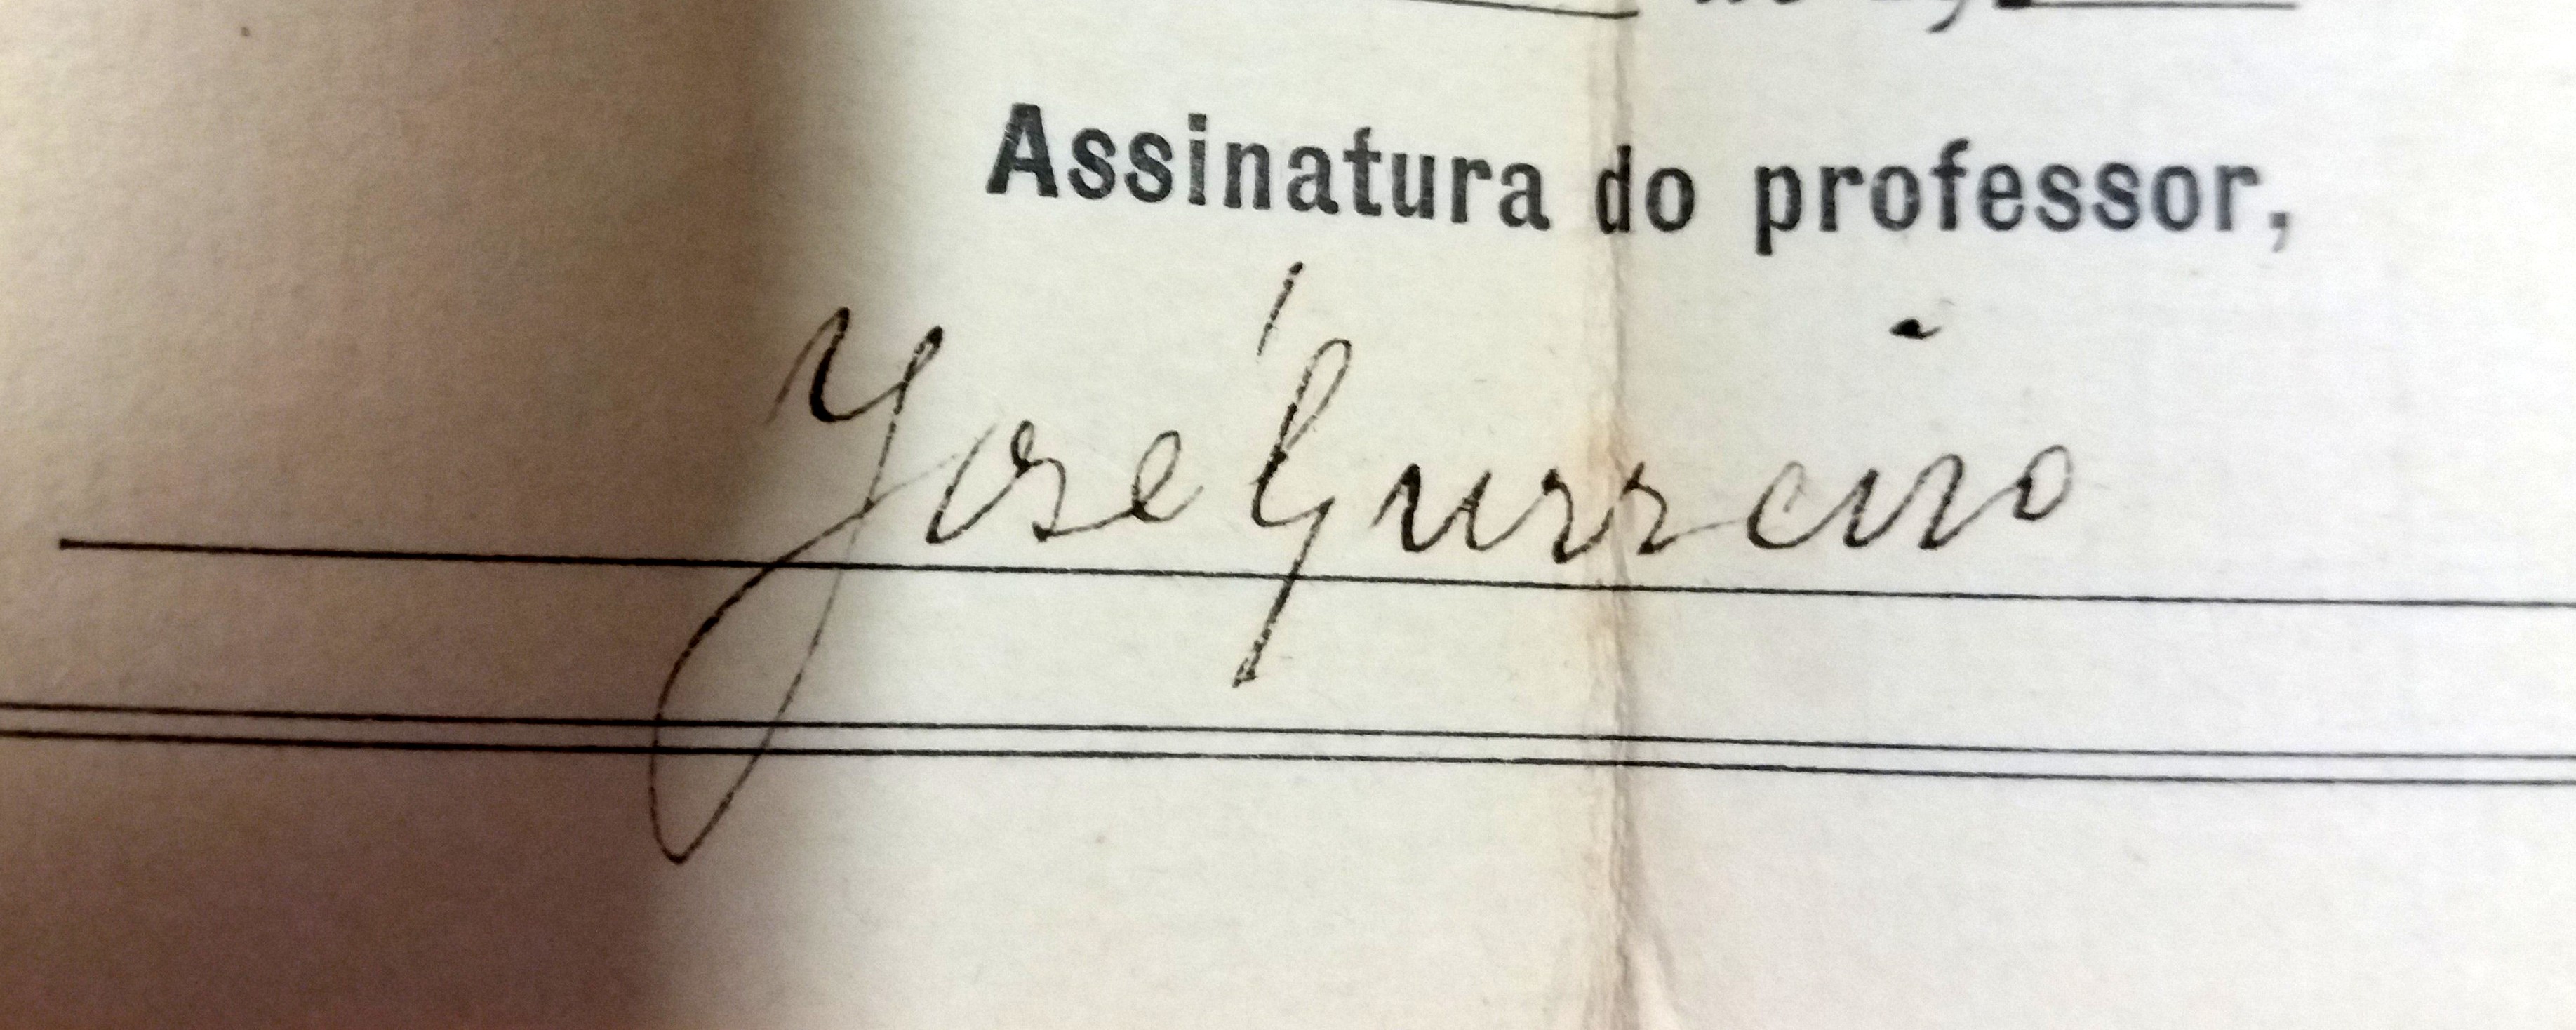 Assinatura do professor,
José Gurreiro